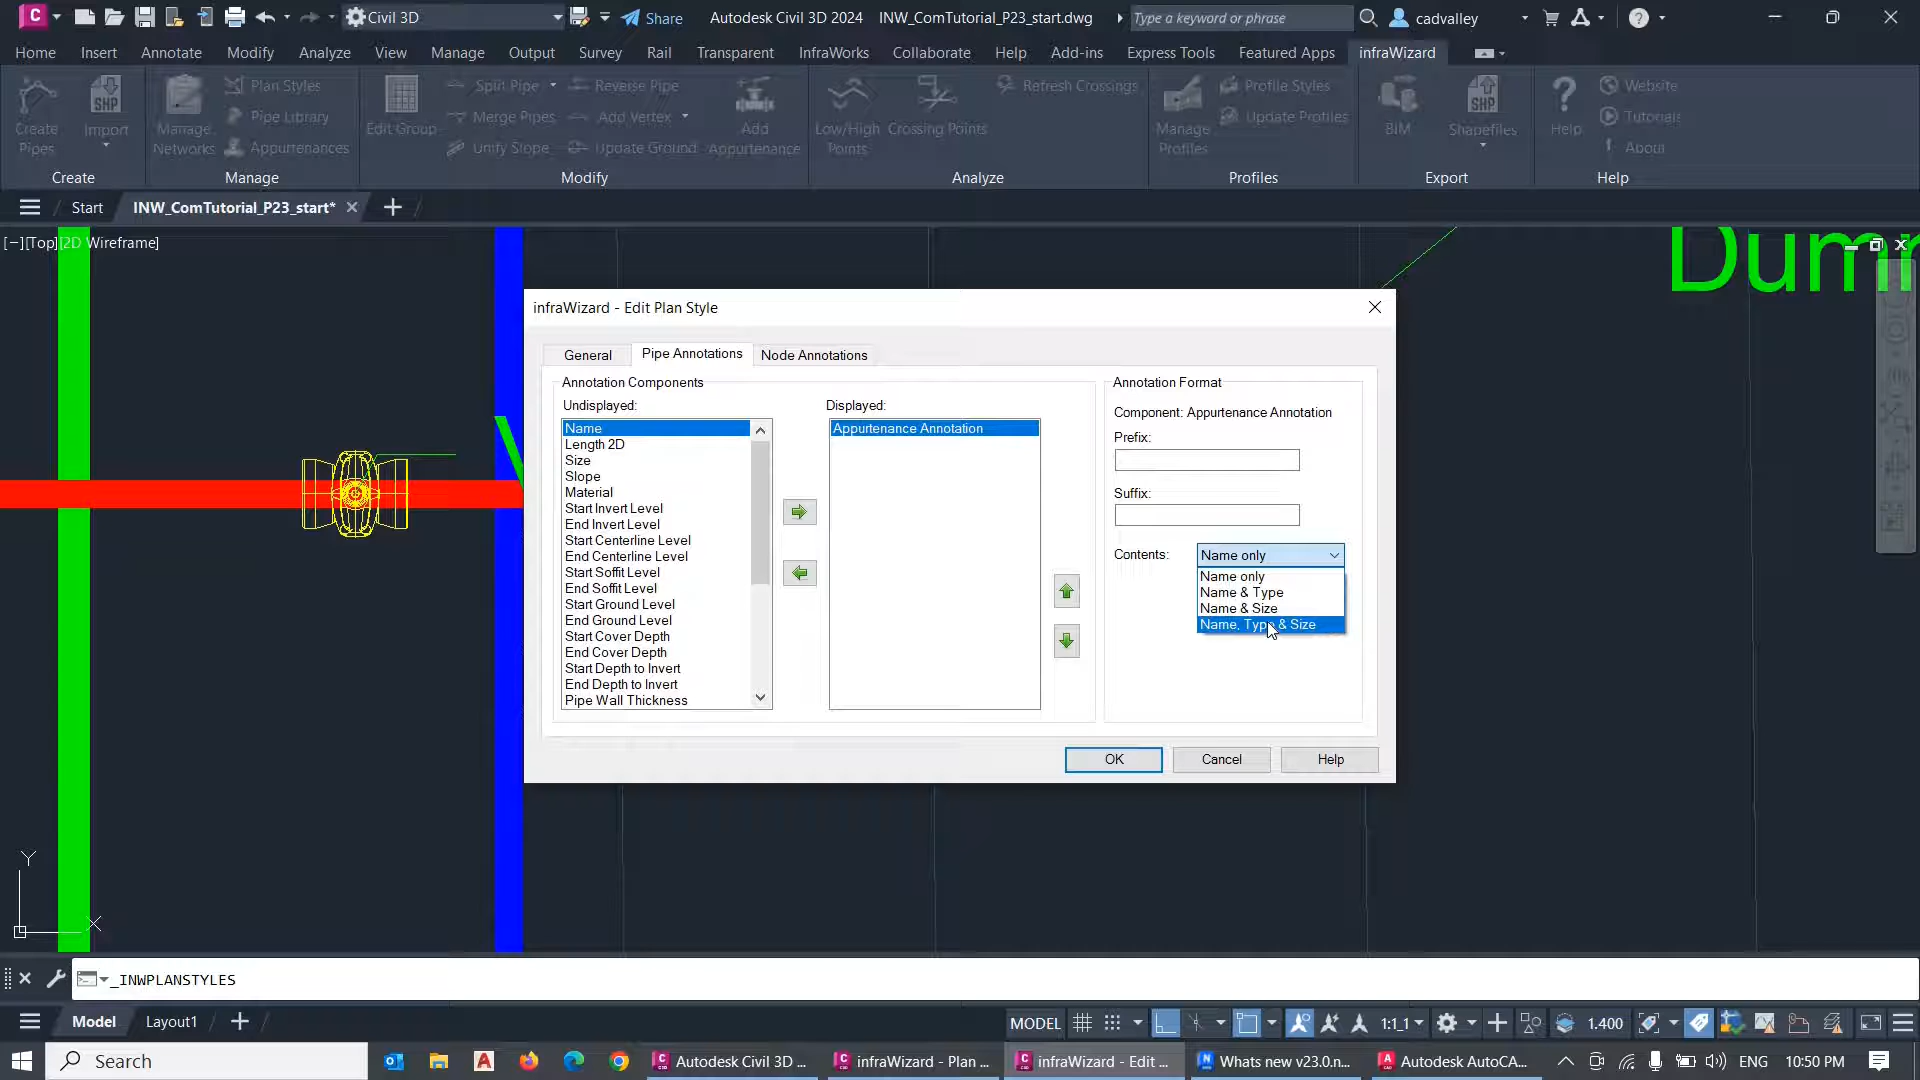 C Civil 3D Share Autodesk Civil 3D 2024 INW_ComTutorial_P23_start.dwg Type a keyword or phrase cadvalley
Home Insert Annotate Manage Modify Analyze View Manage Output Survey Rail Transparent InfraWorks Collaborate Help Add-ins Express Tools Featured Apps infraWizard
Create Pipes
Import
Manage Networks
Plan Styles
Pipe Library
Appurtenances
Edit Group
Split Pipe
Merge Pipes
Unify Slope
Reverse Pipe
Add Vertex
Update Ground
Add Appurtenance
Low/High Points
Crossing Points
Refresh Crossings
Manage Profiles
Profile Styles
Update Profiles
BIM
Shapefiles
Help
Website
Tutorials
About
Create Manage Modify Analyze Profiles Export Help
Start INW_ComTutorial_P23_start*
[−][Top][2D Wireframe]
infraWizard - Edit Plan Style
General Pipe Annotations Node Annotations
Annotation Components
Undisplayed:
Name
Length 2D
Size
Slope
Material
Start Invert Level
End Invert Level
Start Centerline Level
End Centerline Level
Start Soffit Level
End Soffit Level
Start Ground Level
End Ground Level
Start Cover Depth
End Cover Depth
Start Depth to Invert
End Depth to Invert
Pipe Wall Thickness
Displayed:
Appurtenance Annotation
Annotation Format
Component: Appurtenance Annotation
Prefix:
Suffix:
Contents: Name only
Name only
Name & Type
Name & Size
Name, Type & Size
OK Cancel Help
Y
X
_INWPLANSTYLES
Model Layout1 MODEL 1:1_1 1.400
Search Autodesk Civil 3D ... infraWizard - Plan ... infraWizard - Edit ... Whats new v23.0.n... Autodesk AutoCA... ENG 10:50 PM